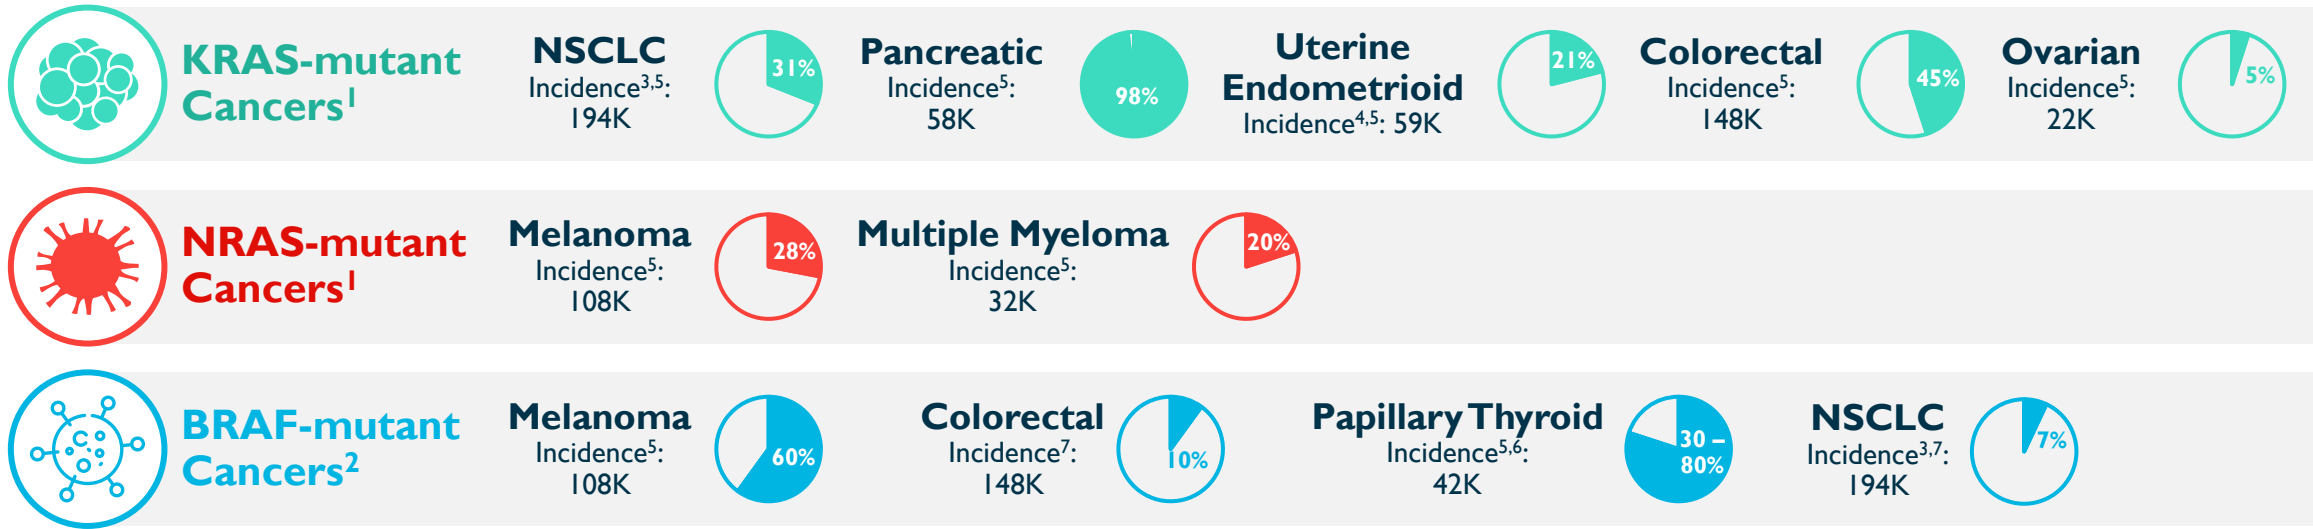 KRAS-mutant
Cancers¹
NSCLC
Incidence³,⁵:
194K
31%
Pancreatic
Incidence⁵:
58K
98%
Uterine
Endometrioid
Incidence⁴,⁵: 59K
21%
Colorectal
Incidence⁵:
148K
45%
Ovarian
Incidence⁵:
22K
5%
NRAS-mutant
Cancers¹
Melanoma
Incidence⁵:
108K
28%
Multiple Myeloma
Incidence⁵:
32K
20%
BRAF-mutant
Cancers²
Melanoma
Incidence⁵:
108K
60%
Colorectal
Incidence⁷:
148K
10%
Papillary Thyroid
Incidence⁵,⁶:
42K
30 –
80%
NSCLC
Incidence³,⁷:
194K
7%